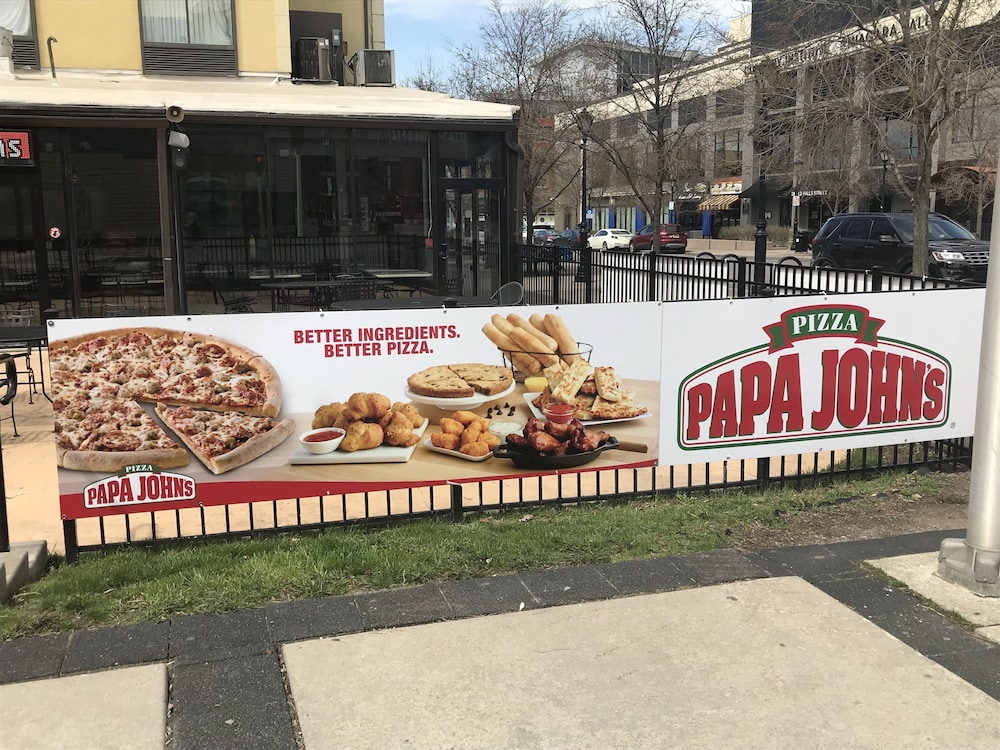 BETTER INGREDIENTS.
BETTER PIZZA.
PIZZA
PAPA JOHN'S
PIZZA
PAPA JOHNS